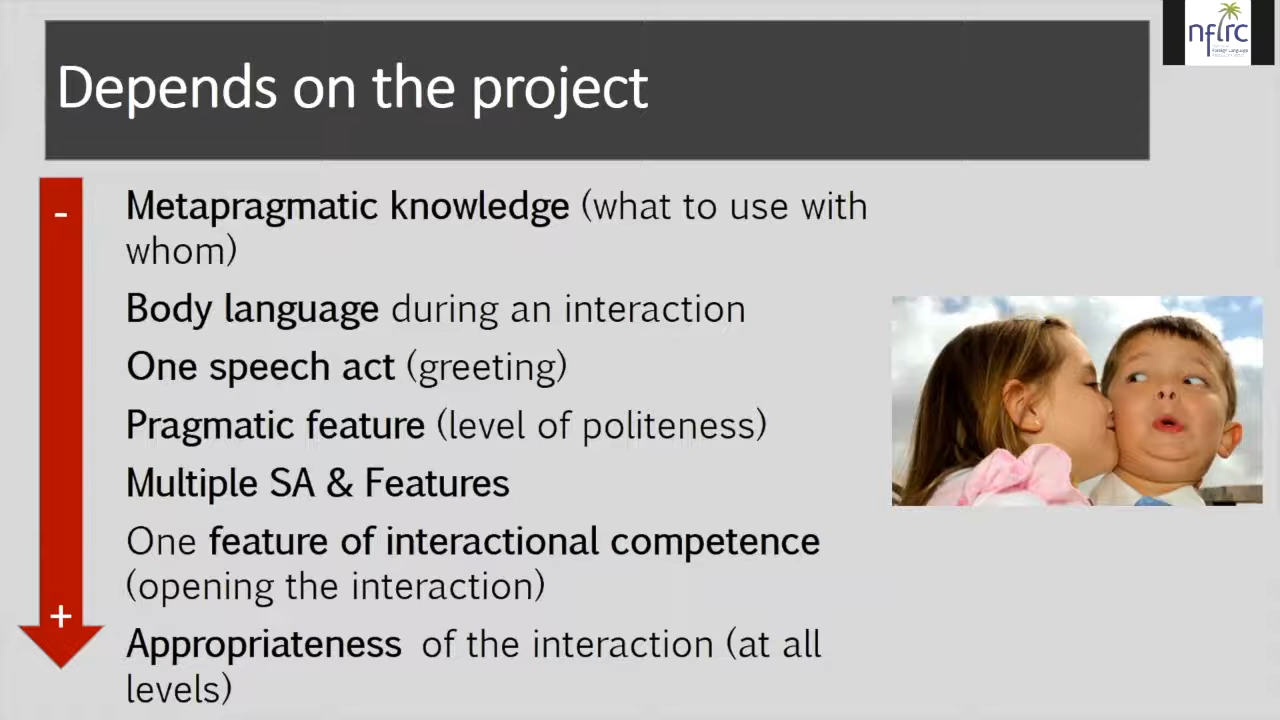 nflrc
Depends on the project
-
Metapragmatic knowledge (what to use with
whom)
Body language during an interaction
One speech act (greeting)
Pragmatic feature (level of politeness)
Multiple SA & Features
One feature of interactional competence
(opening the interaction)
+
Appropriateness of the interaction (at all
levels)